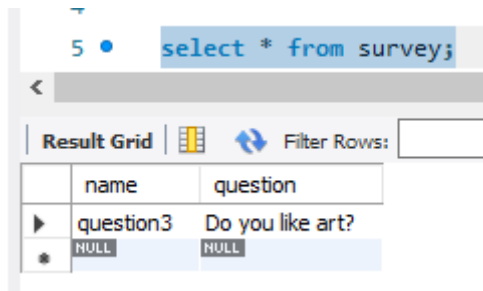 5 select * from survey;
Result Grid Filter Rows:
name question
question3 Do you like art?
NULL NULL